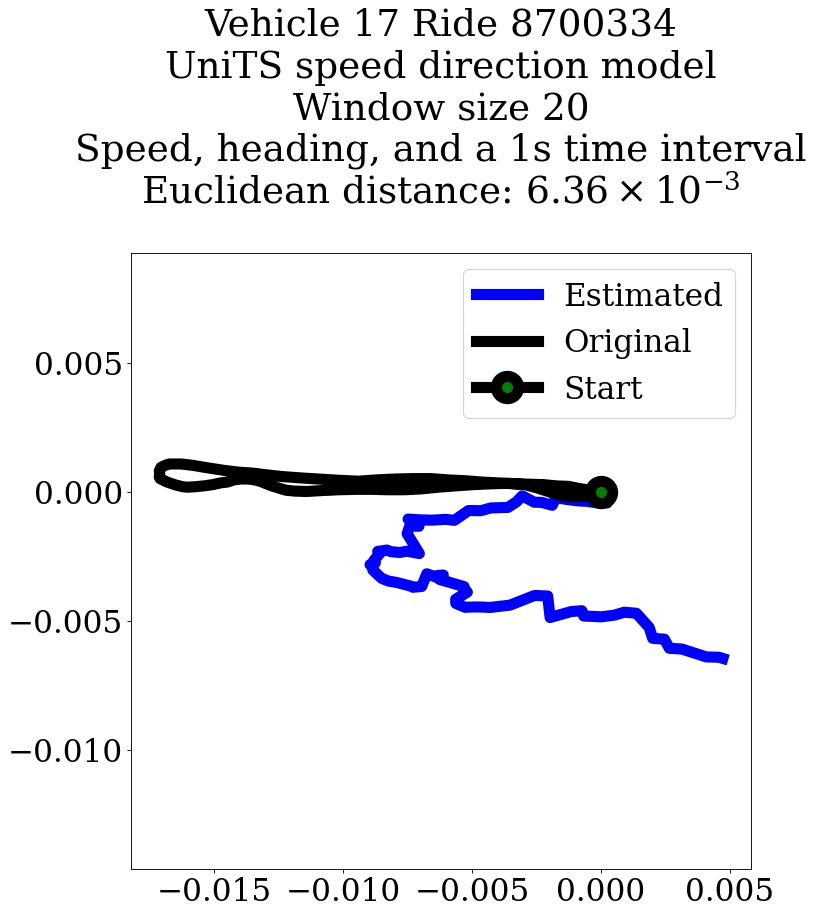 Vehicle 17 Ride 8700334
UniTS speed direction model
Window size 20
Speed, heading, and a 1s time interval
Euclidean distance: 6.36 × 10⁻³
Estimated
Original
Start
0.005
0.000
−0.005
−0.010
−0.015 −0.010 −0.005 0.000 0.005